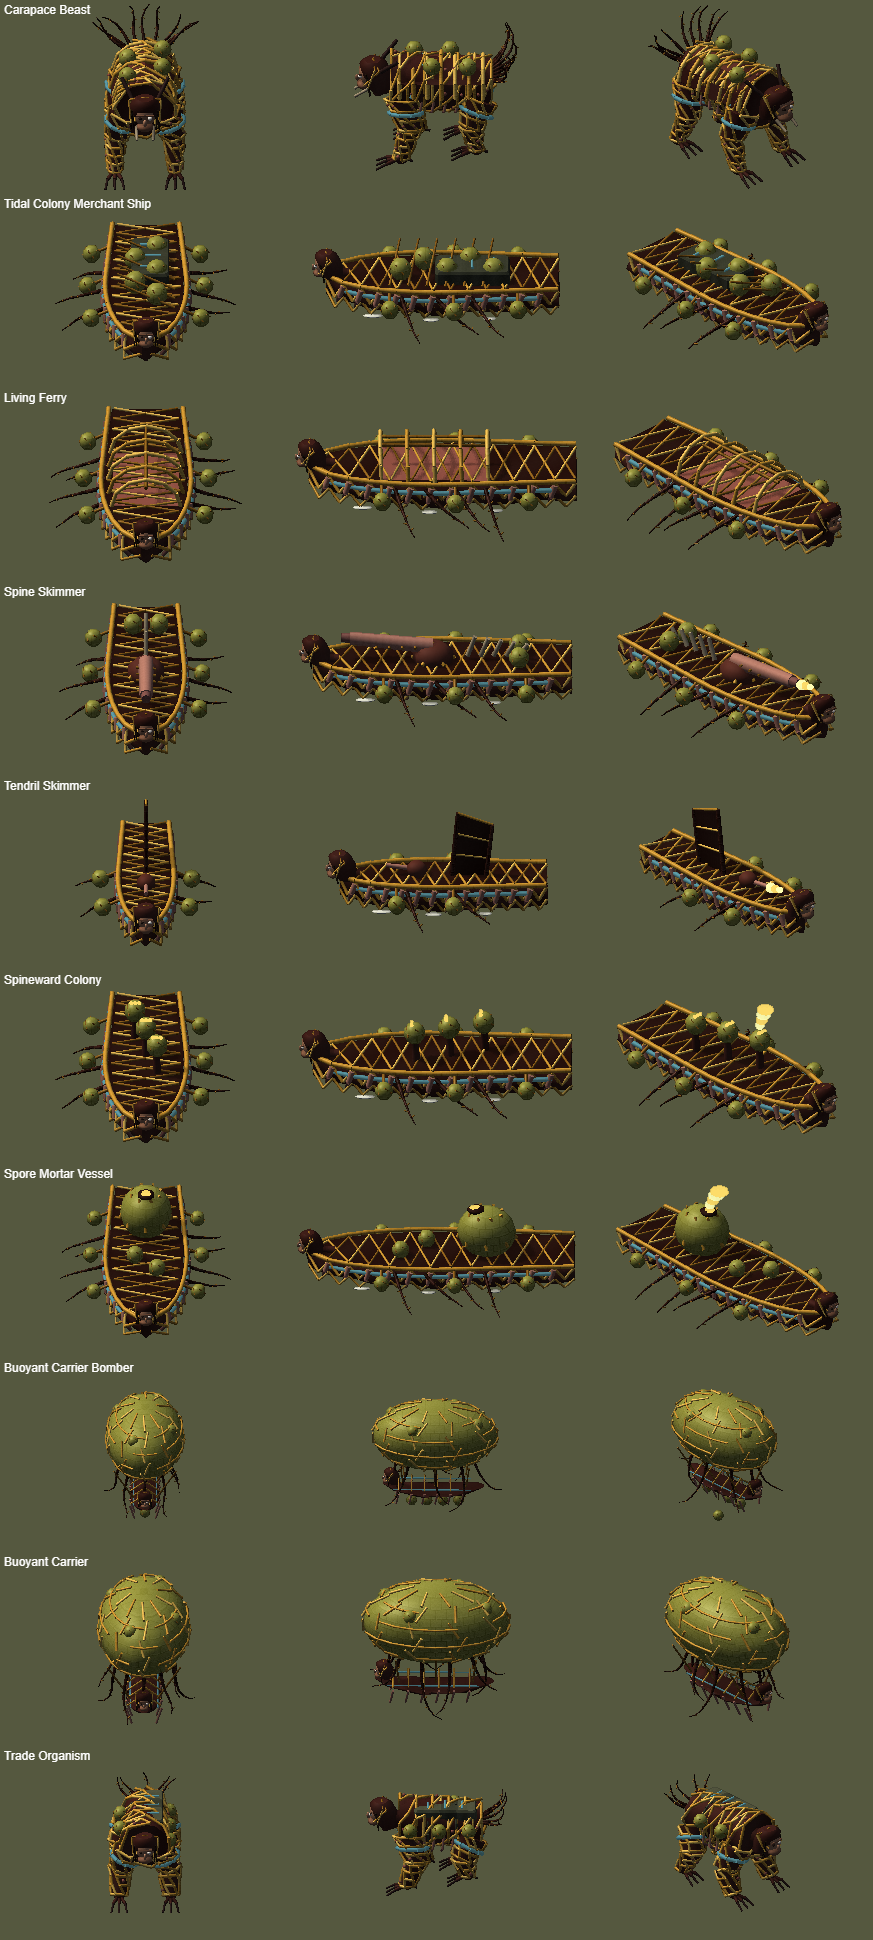 Carapace Beast
Tidal Colony Merchant Ship
Living Ferry
Spine Skimmer
Tendril Skimmer
Spineward Colony
Spore Mortar Vessel
Buoyant Carrier Bomber
Buoyant Carrier
Trade Organism